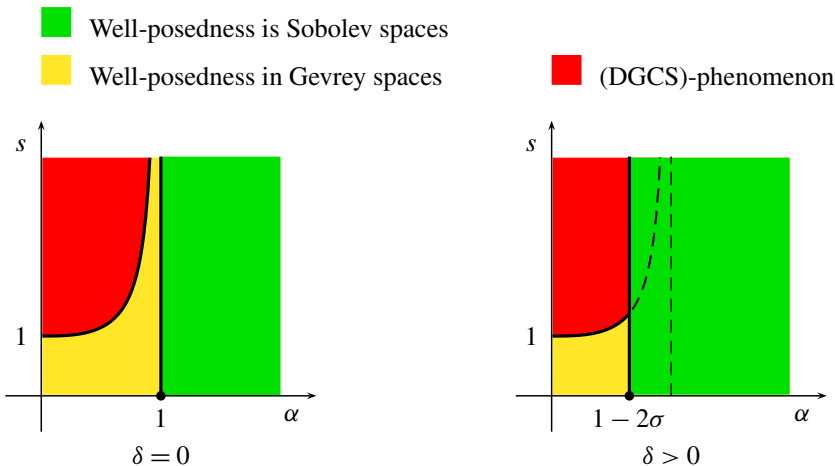 Well-posedness is Sobolev spaces
Well-posedness in Gevrey spaces
(DGCS)-phenomenon
s
1
1
α
δ = 0
s
1
1 − 2σ
α
δ > 0